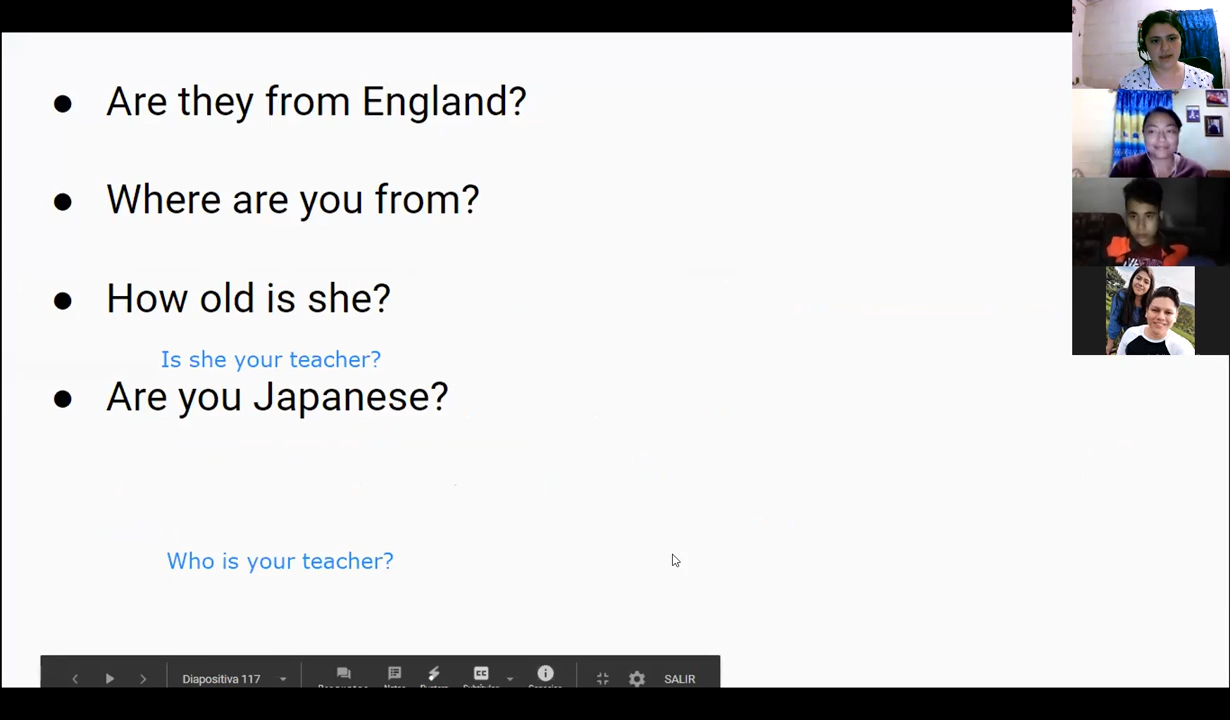 ● Are they from England?
● Where are you from?
● How old is she?
Is she your teacher?
● Are you Japanese?
Who is your teacher?
Diapositiva 117
SALIR